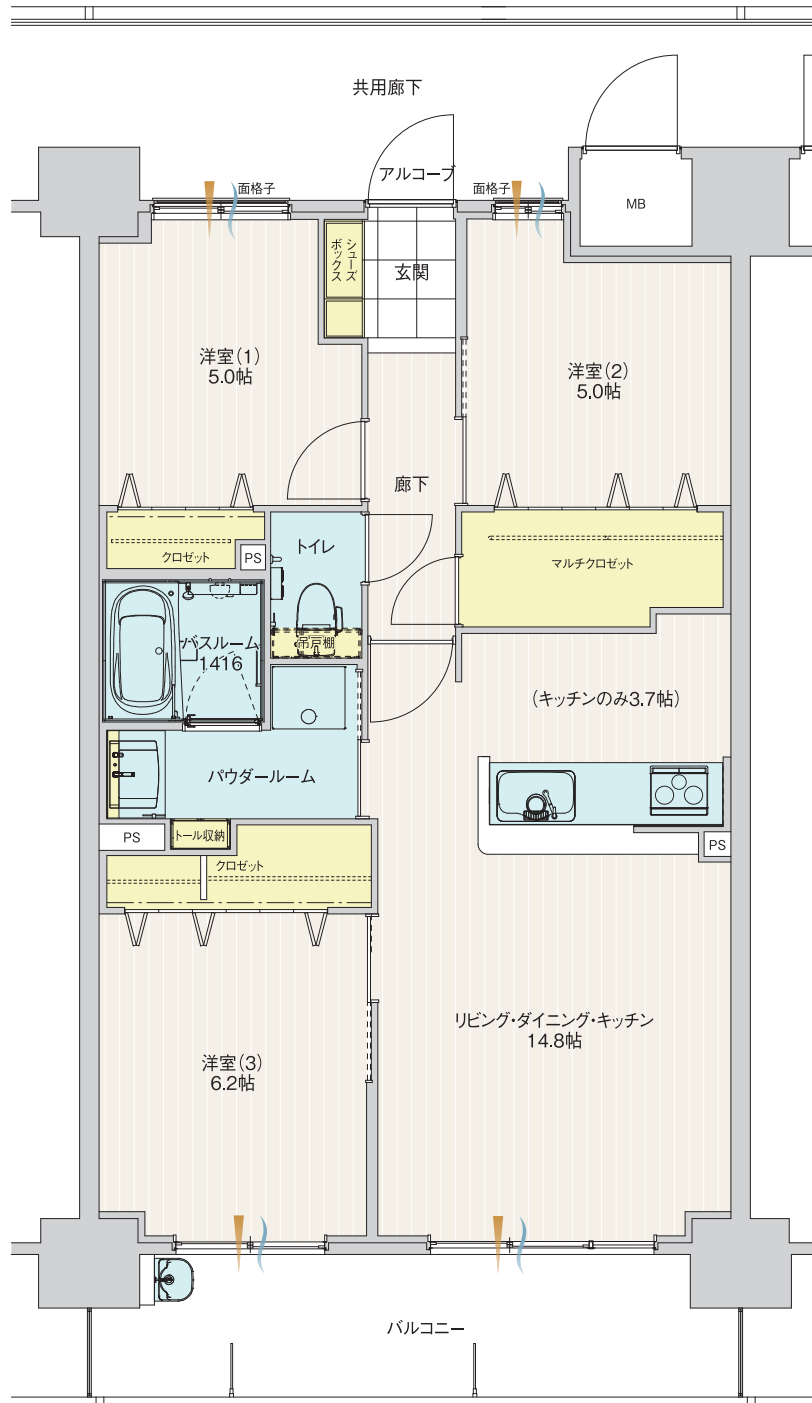 共用廊下
アルコーブ
面格子
面格子
MB
シューズ
ボックス
玄関
洋室(1)
5.0帖
洋室(2)
5.0帖
廊下
クロゼット
PS
トイレ
マルチクロゼット
吊戸棚
バスルーム
1416
(キッチンのみ3.7帖)
パウダールーム
PS
トール収納
PS
クロゼット
リビング・ダイニング・キッチン
14.8帖
洋室(3)
6.2帖
バルコニー